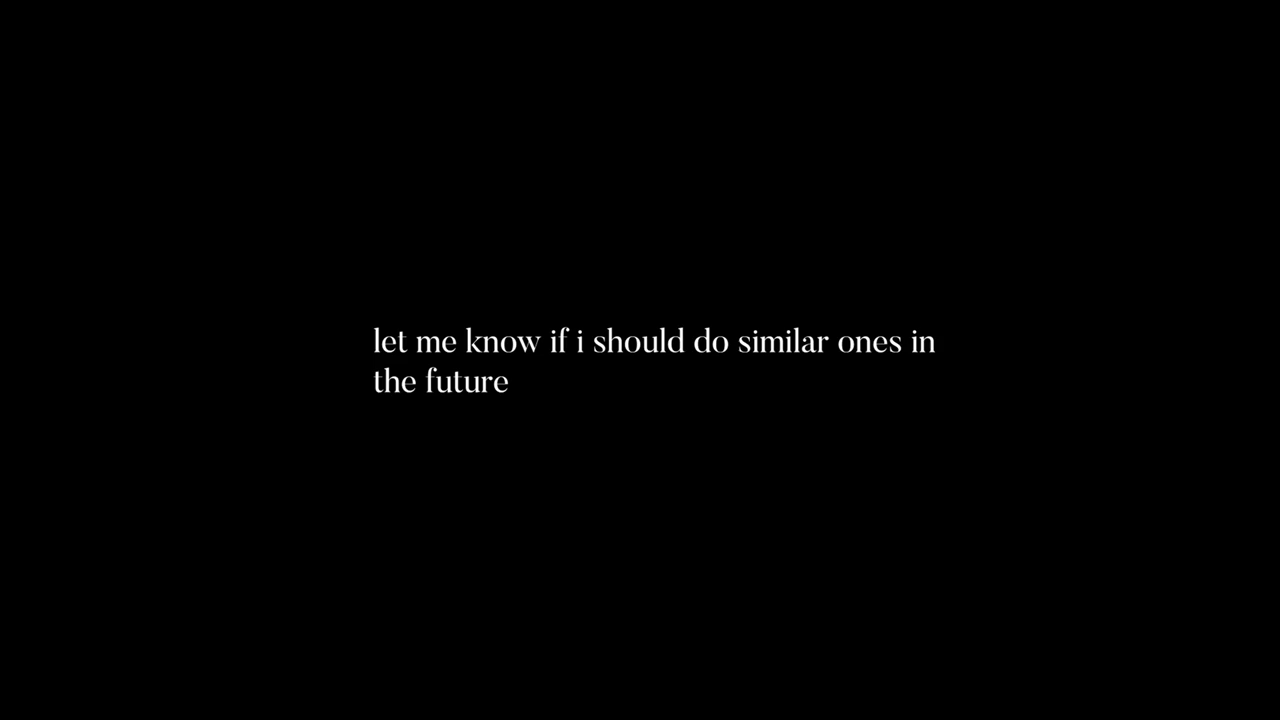 let me know if i should do similar ones in
the future